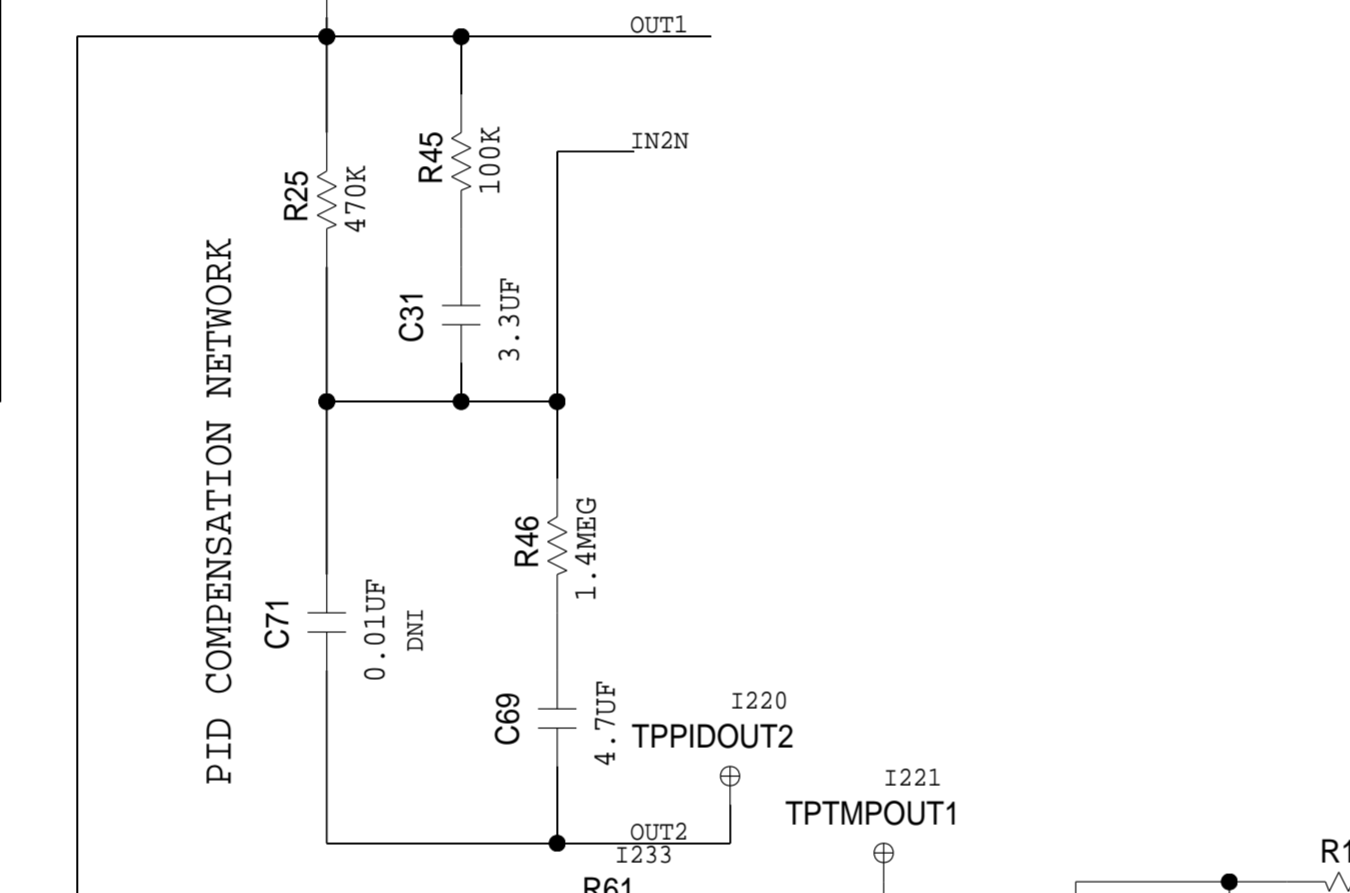 OUT1
IN2N
R45
100K
R25
470K
C31
3.3UF
PID COMPENSATION NETWORK
R46
1.4MEG
C71
0.01UF
DNI
C69
4.7UF
I220
TPPIDOUT2
I221
TPTMPOUT1
OUT2
I233
R61